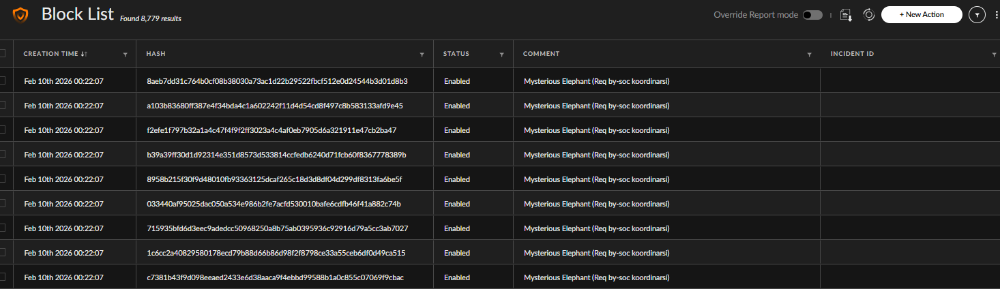 Block List Found 8,779 results
Override Report mode
+ New Action
CREATION TIME HASH STATUS COMMENT INCIDENT ID
Feb 10th 2026 00:22:07 8aeb7dd31c764b0cf08b38030a73ac1d22b29522fbcf512e0d24544b3d01d8b3 Enabled Mysterious Elephant (Req by-soc koordinarsi)
Feb 10th 2026 00:22:07 a103b83680ff387e4f34bda4c1a602242f11d4d54cd8f497c8b583133afd9e45 Enabled Mysterious Elephant (Req by-soc koordinarsi)
Feb 10th 2026 00:22:07 f2efe1f797b32a1a4c47f4f9f2ff3023a4c4af0eb7905d6a321911e47cb2ba47 Enabled Mysterious Elephant (Req by-soc koordinarsi)
Feb 10th 2026 00:22:07 b39a39ff30d1d92314e351d8573d533814ccfedb6240d71fcb60f8367778389b Enabled Mysterious Elephant (Req by-soc koordinarsi)
Feb 10th 2026 00:22:07 8958b215f30f9d48010fb93363125dcaf265c18d3d8df04d299df8313fa6be5f Enabled Mysterious Elephant (Req by-soc koordinarsi)
Feb 10th 2026 00:22:07 033440af95025dac050a534e986b2fe7acfd530010bafe6cdfb46f41a882c74b Enabled Mysterious Elephant (Req by-soc koordinarsi)
Feb 10th 2026 00:22:07 715935bfd6d3eec9adedcc50968250a8b75ab0395936c92916d79a5cc3ab7027 Enabled Mysterious Elephant (Req by-soc koordinarsi)
Feb 10th 2026 00:22:07 1c6cc2a40829580178ecd79b88d66b86d98f2f8798ce33a55ceb6df0d49ca515 Enabled Mysterious Elephant (Req by-soc koordinarsi)
Feb 10th 2026 00:22:07 c7381b43f9d098eeaed2433e6d38aaca9f4ebbd99588b1a0c855c07069f9cbac Enabled Mysterious Elephant (Req by-soc koordinarsi)